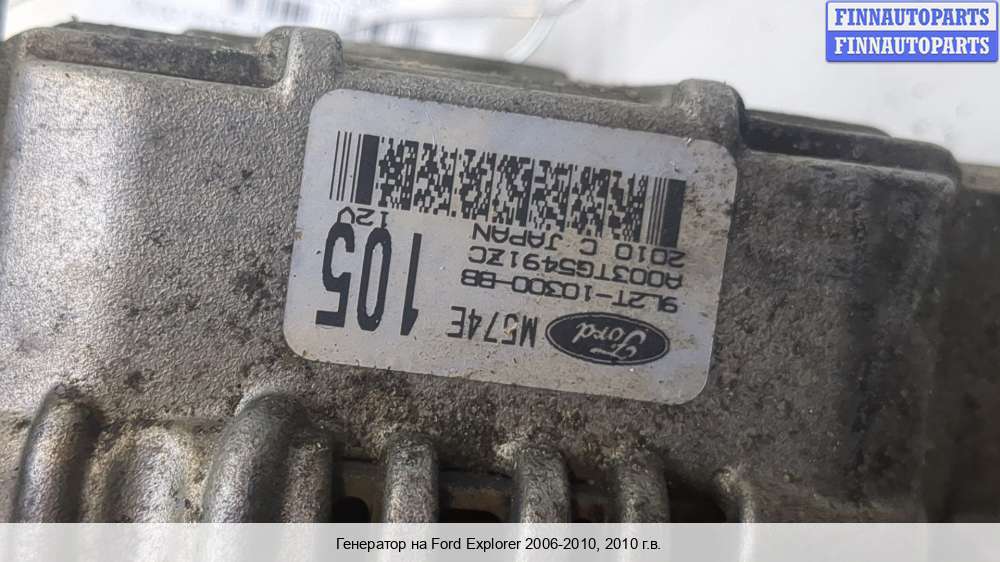 FINNAUTOPARTS
FINNAUTOPARTS
Ford
M574E
105
12V
9L2T-10300-BB
A003TG5491ZC
2010 C JAPAN
Генератор на Ford Explorer 2006-2010, 2010 г.в.